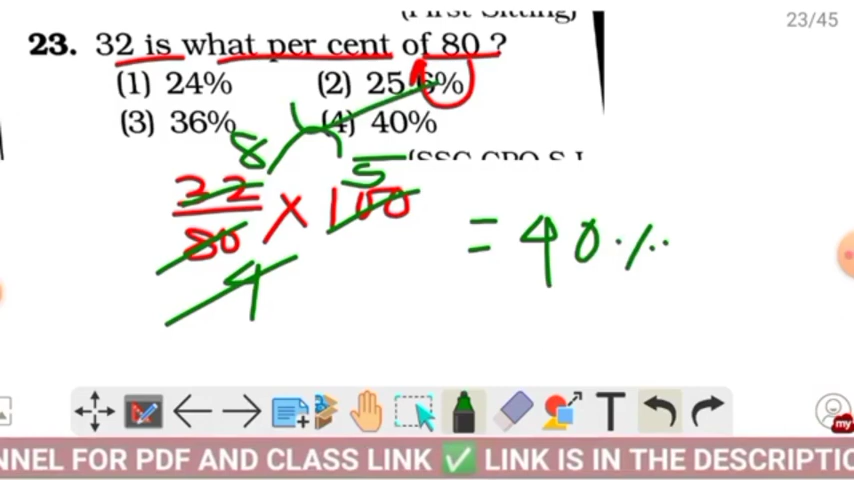 23/45
23. 32 is what per cent of 80 ?
(1) 24% (2) 25.6%
(3) 36% (4) 40%
8 5
32
80 × 100 = 40%
4
T
NNEL FOR PDF AND CLASS LINK ✅ LINK IS IN THE DESCRIPTIO